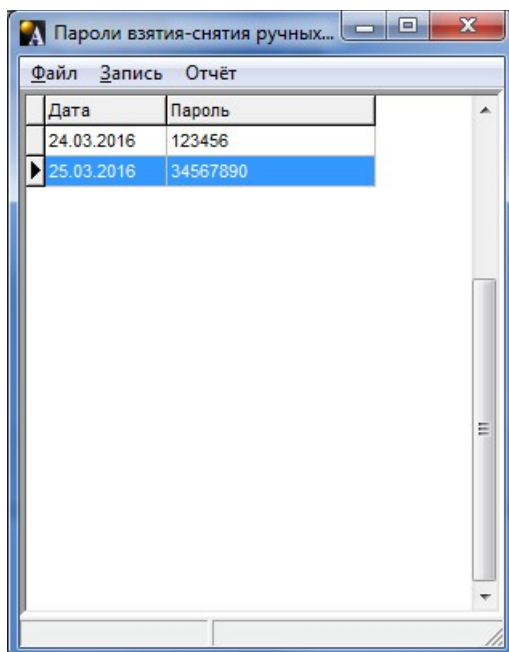 Пароли взятия-снятия ручных...
Файл Запись Отчёт
Дата Пароль
24.03.2016 123456
25.03.2016 34567890